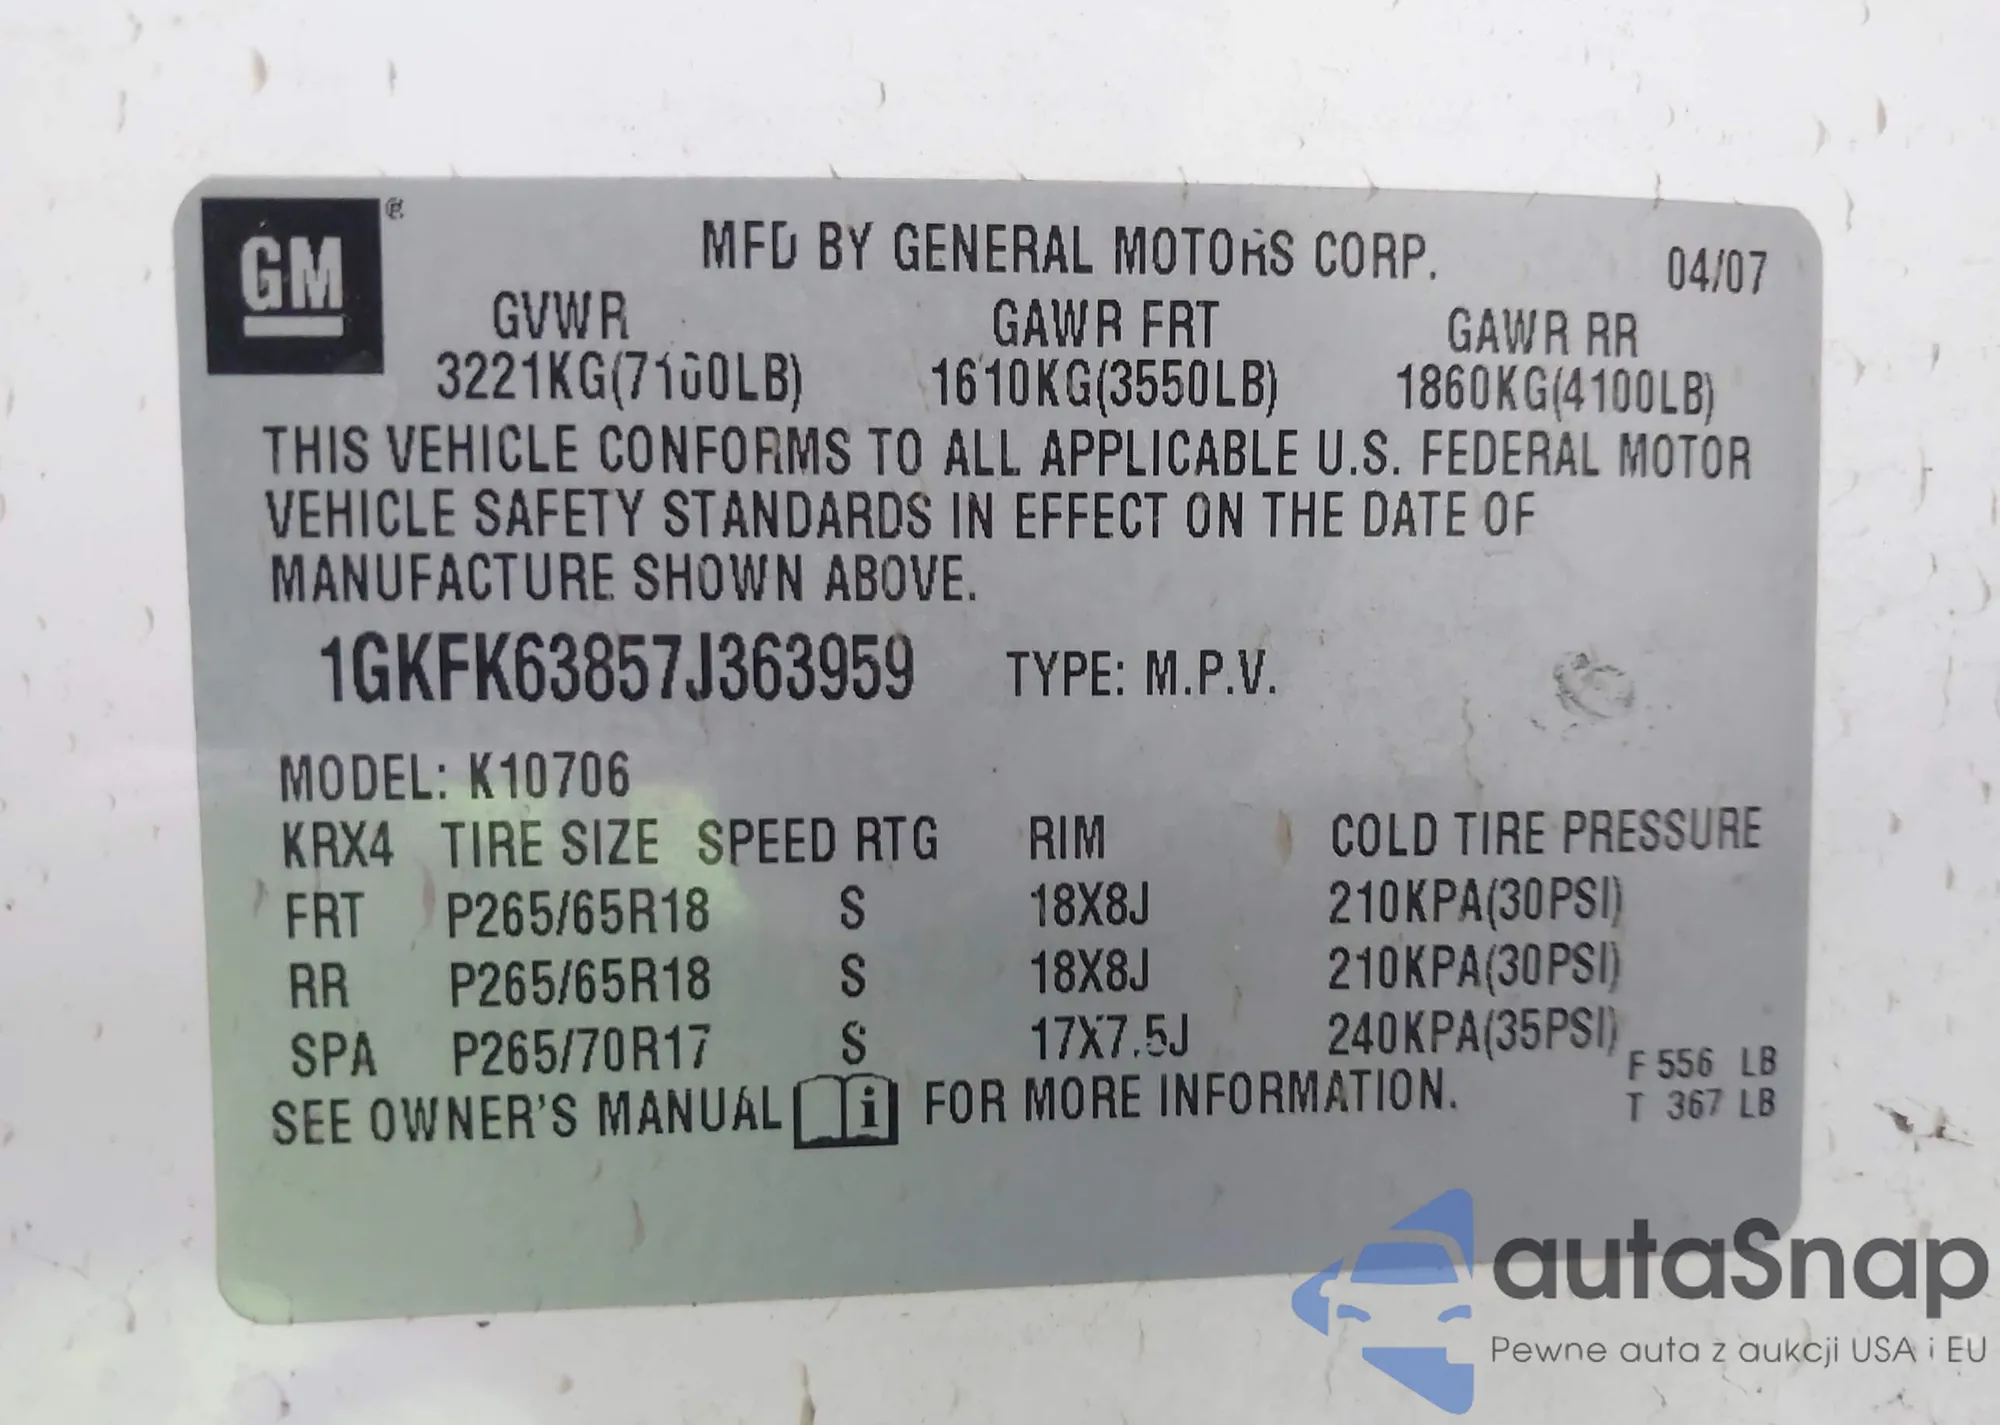 GM ®
MFD BY GENERAL MOTORS CORP. 04/07
GVWR GAWR FRT GAWR RR
3221KG(7100LB) 1610KG(3550LB) 1860KG(4100LB)
THIS VEHICLE CONFORMS TO ALL APPLICABLE U.S. FEDERAL MOTOR
VEHICLE SAFETY STANDARDS IN EFFECT ON THE DATE OF
MANUFACTURE SHOWN ABOVE.
1GKFK63857J363959 TYPE: M.P.V.
MODEL: K10706
KRX4 TIRE SIZE SPEED RTG RIM COLD TIRE PRESSURE
FRT P265/65R18 S 18X8J 210KPA(30PSI)
RR P265/65R18 S 18X8J 210KPA(30PSI)
SPA P265/70R17 S 17X7.5J 240KPA(35PSI)
F 556 LB
T 367 LB
SEE OWNER'S MANUAL i FOR MORE INFORMATION.
autaSnap
Pewne auta z aukcji USA i EU